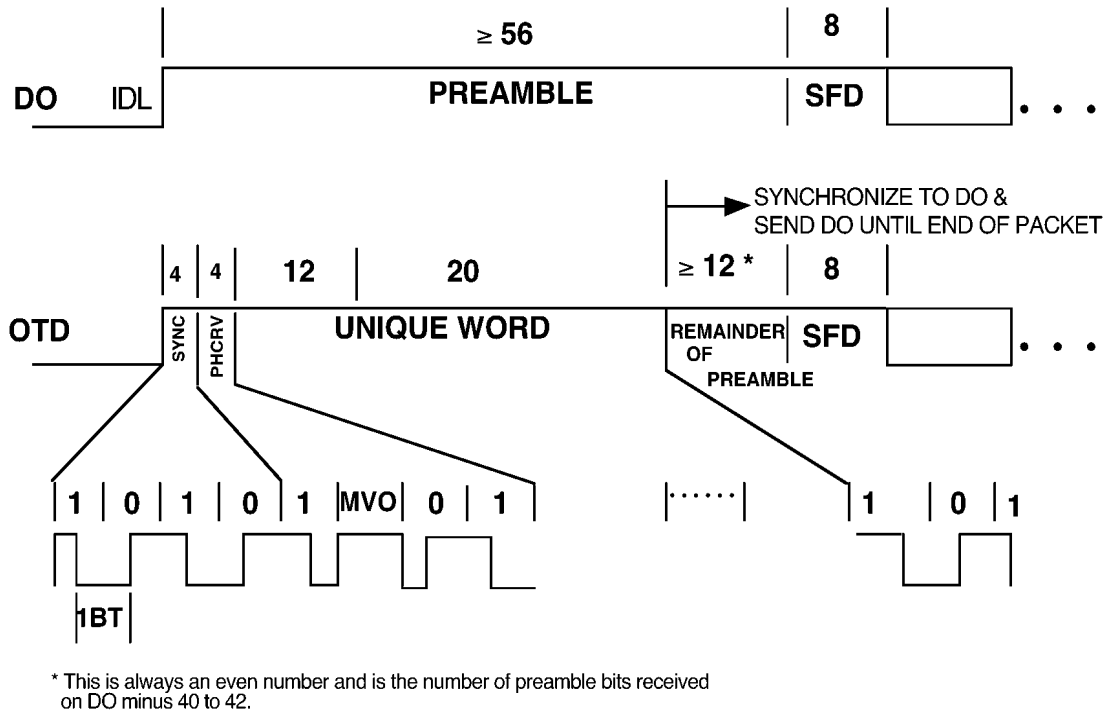 ≥ 56
8
DO IDL PREAMBLE SFD . . .
SYNCHRONIZE TO DO &
SEND DO UNTIL END OF PACKET
4 4 12 20 ≥ 12 * 8
OTD SYNC PHCRV UNIQUE WORD REMAINDER OF PREAMBLE SFD . . .
1 0 1 0 1 MVO 0 1 ...... 1 0 1
1BT
* This is always an even number and is the number of preamble bits received
on DO minus 40 to 42.